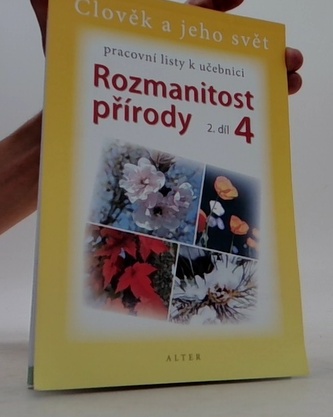 Člověk a jeho svět
pracovní listy k učebnici
Rozmanitost
přírody 2. díl 4
ALTER